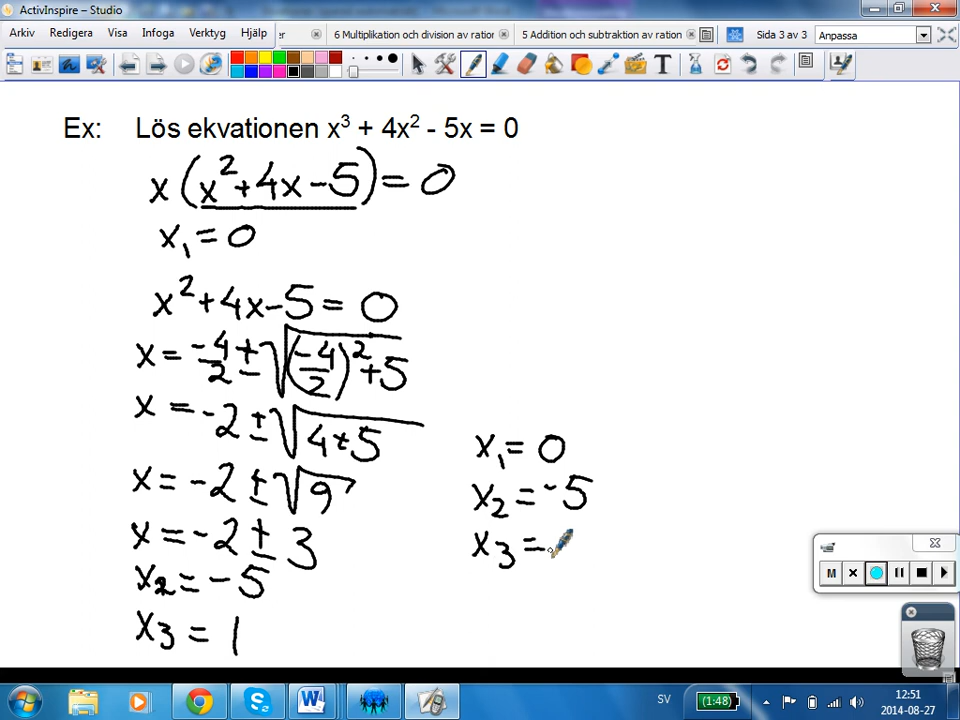 ActivInspire – Studio
Arkiv Redigera Visa Infoga Verktyg Hjälp er 6 Multiplikation och division av ration 5 Addition och subtraktion av ration Sida 3 av 3 Anpassa
T
Ex: Lös ekvationen x³ + 4x² - 5x = 0
x(x²+4x-5)=0
x₁=0
x²+4x-5=0
x = -4/2 ± √((-4/2)²+5)
x = -2 ± √(4+5)
x = -2 ± √9
x = -2 ± 3
x₂ = -5
x₃ = 1
x₁ = 0
x₂ = -5
x₃ =
M
SV (1:48) 12:51
2014-08-27